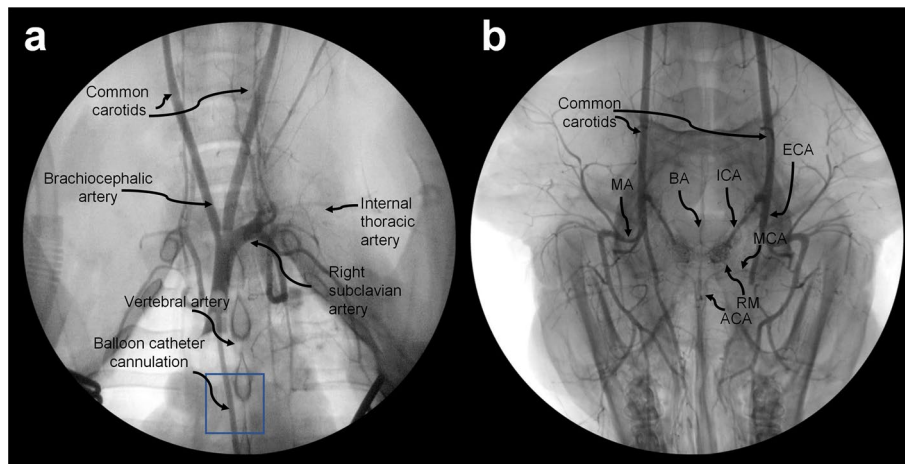 a
Common
carotids
Brachiocephalic
artery
Internal
thoracic
artery
Right
subclavian
artery
Vertebral artery
Balloon catheter
cannulation
b
Common
carotids
ECA
MA
BA
ICA
MCA
RM
ACA